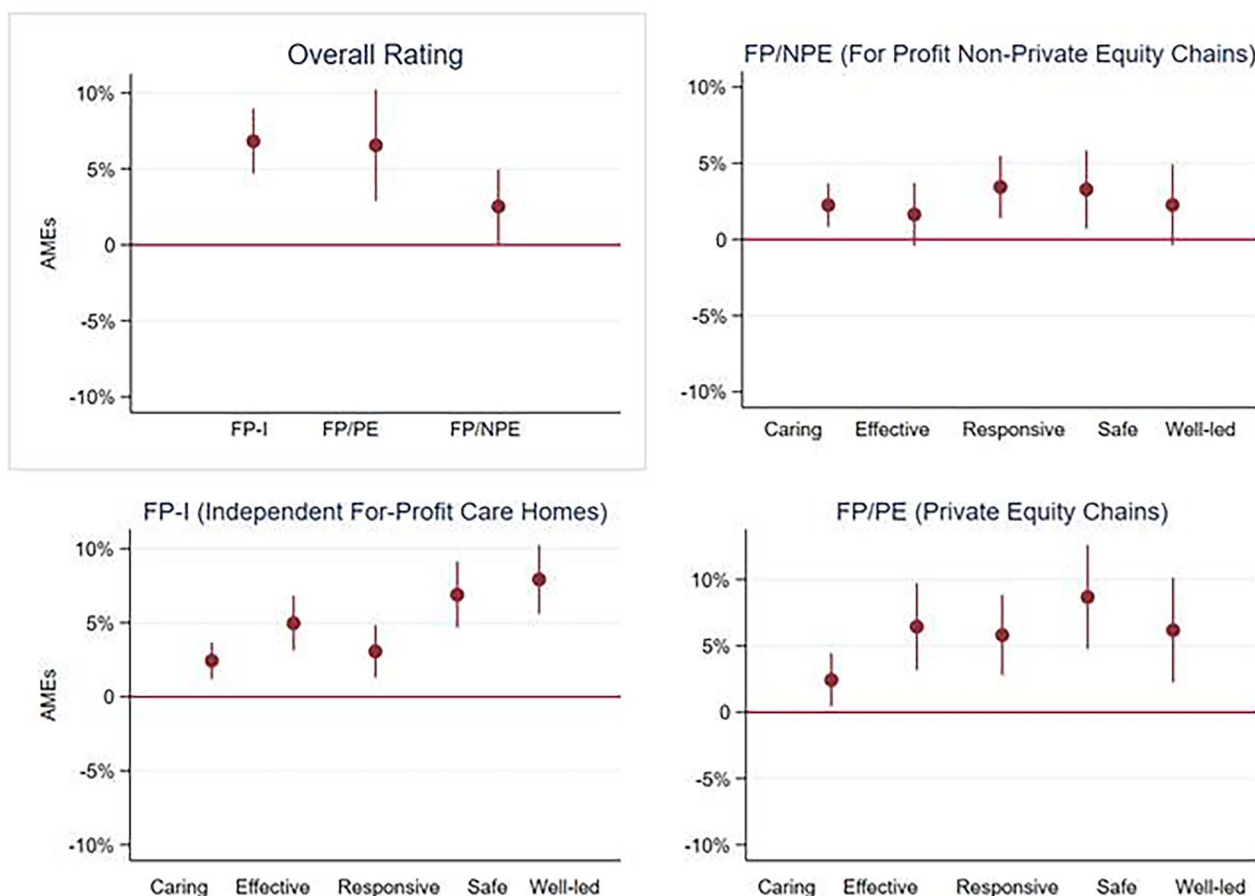 Overall Rating
10%
5%
0
-5%
-10%
AMEs
FP-I FP/PE FP/NPE
FP/NPE (For Profit Non-Private Equity Chains)
10%
5%
0
-5%
-10%
Caring Effective Responsive Safe Well-led
FP-I (Independent For-Profit Care Homes)
10%
5%
0
-5%
-10%
AMEs
Caring Effective Responsive Safe Well-led
FP/PE (Private Equity Chains)
10%
5%
0
-5%
-10%
Caring Effective Responsive Safe Well-led